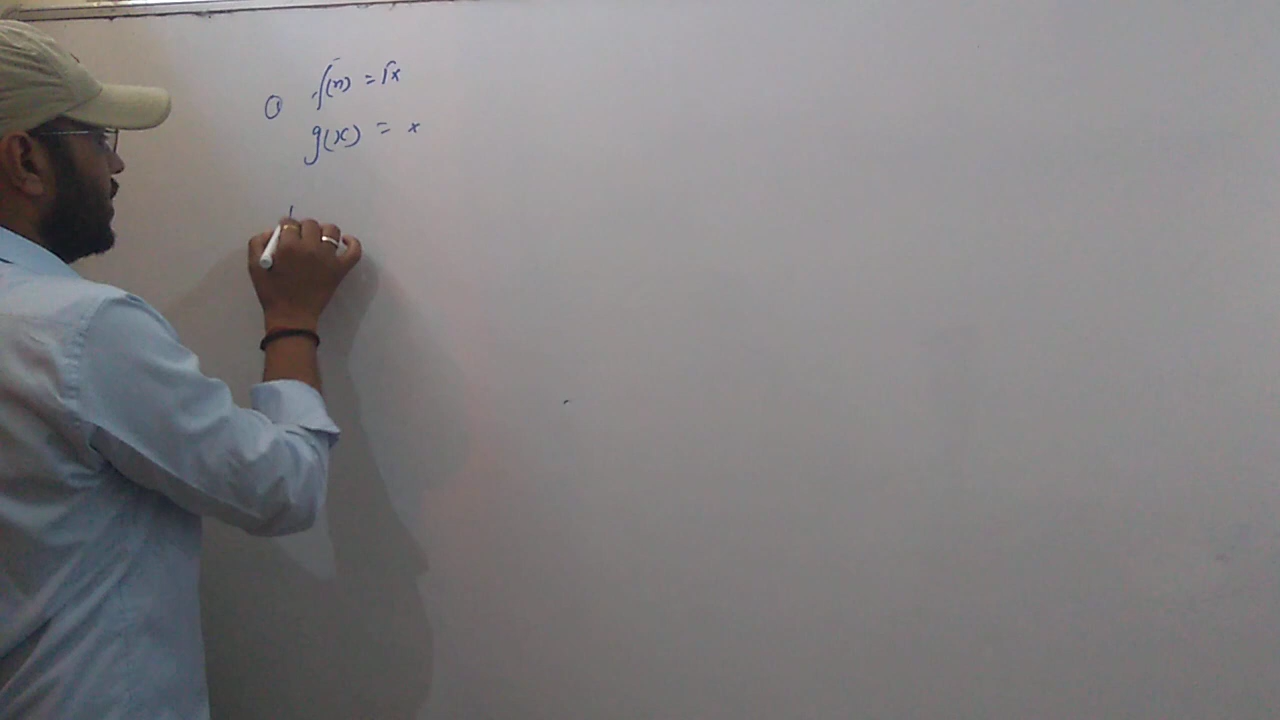 ① f(x) = √x
g(x) = x